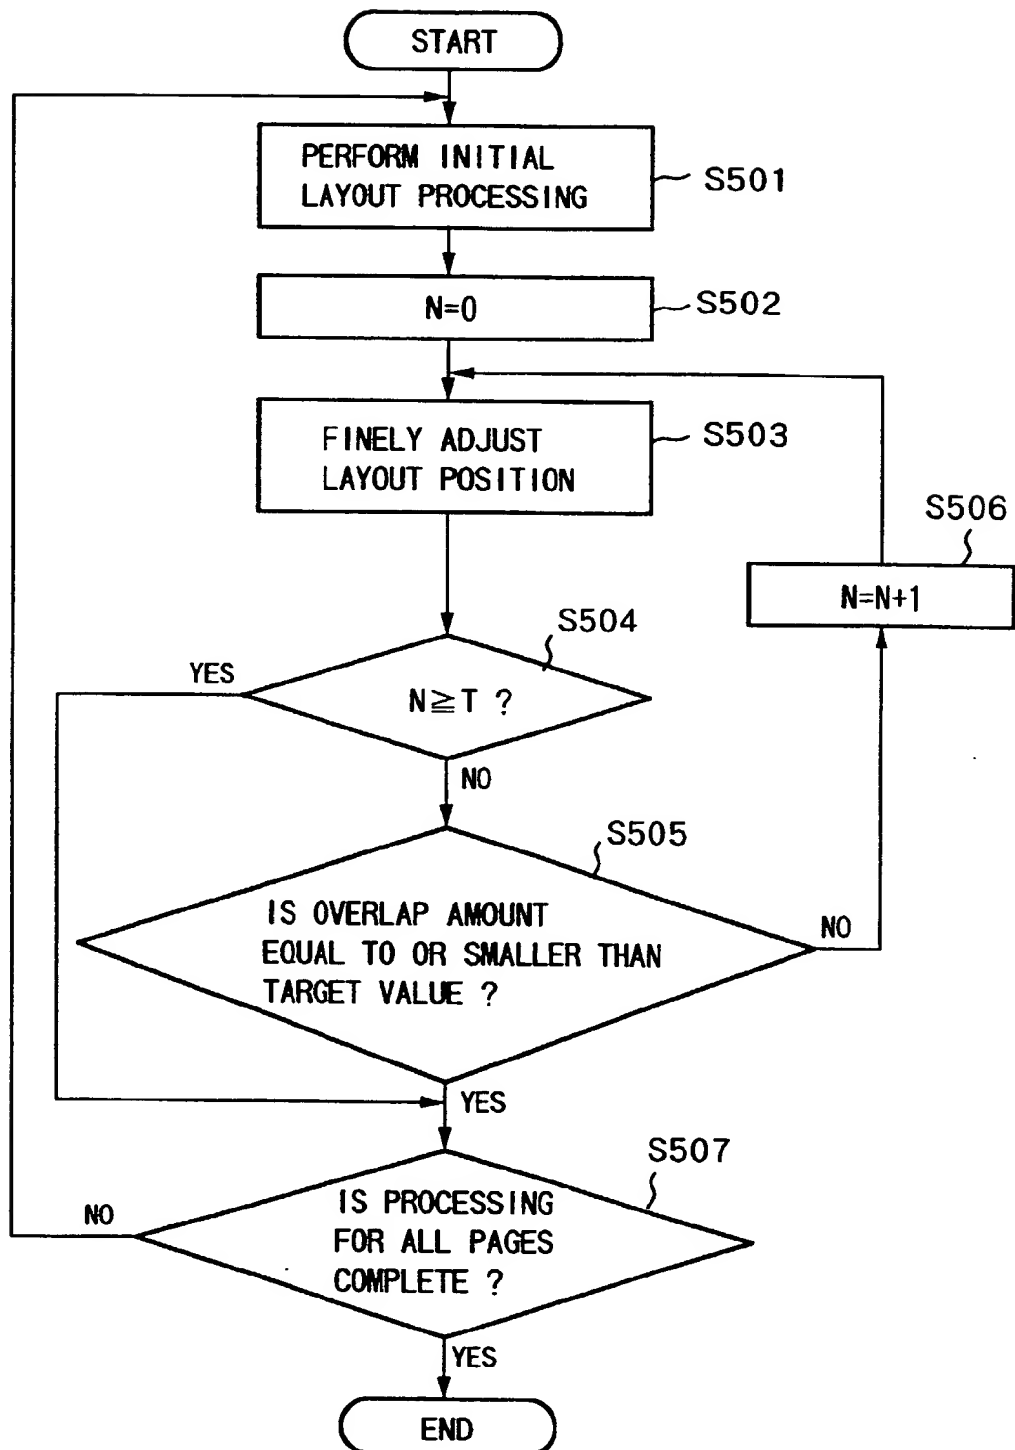 START
PERFORM INITIAL
LAYOUT PROCESSING
S501
N=0
S502
FINELY ADJUST
LAYOUT POSITION
S503
S506
N=N+1
S504
YES
N≧T ?
NO
S505
IS OVERLAP AMOUNT
EQUAL TO OR SMALLER THAN
TARGET VALUE ?
NO
YES
S507
NO
IS PROCESSING
FOR ALL PAGES
COMPLETE ?
YES
END